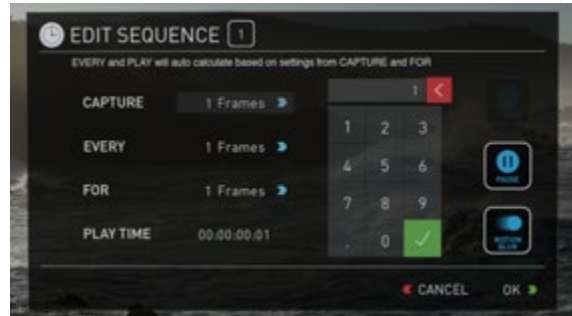 EDIT SEQUENCE 1
EVERY and PLAY will auto calculate based on settings from CAPTURE and FOR
CAPTURE 1 Frames
EVERY 1 Frames
FOR 1 Frames
PLAY TIME 00:00:00.01
1 <
1 2 3
4 5 6
7 8 9
. 0
PAUSE
MOTION BLUR
CANCEL OK